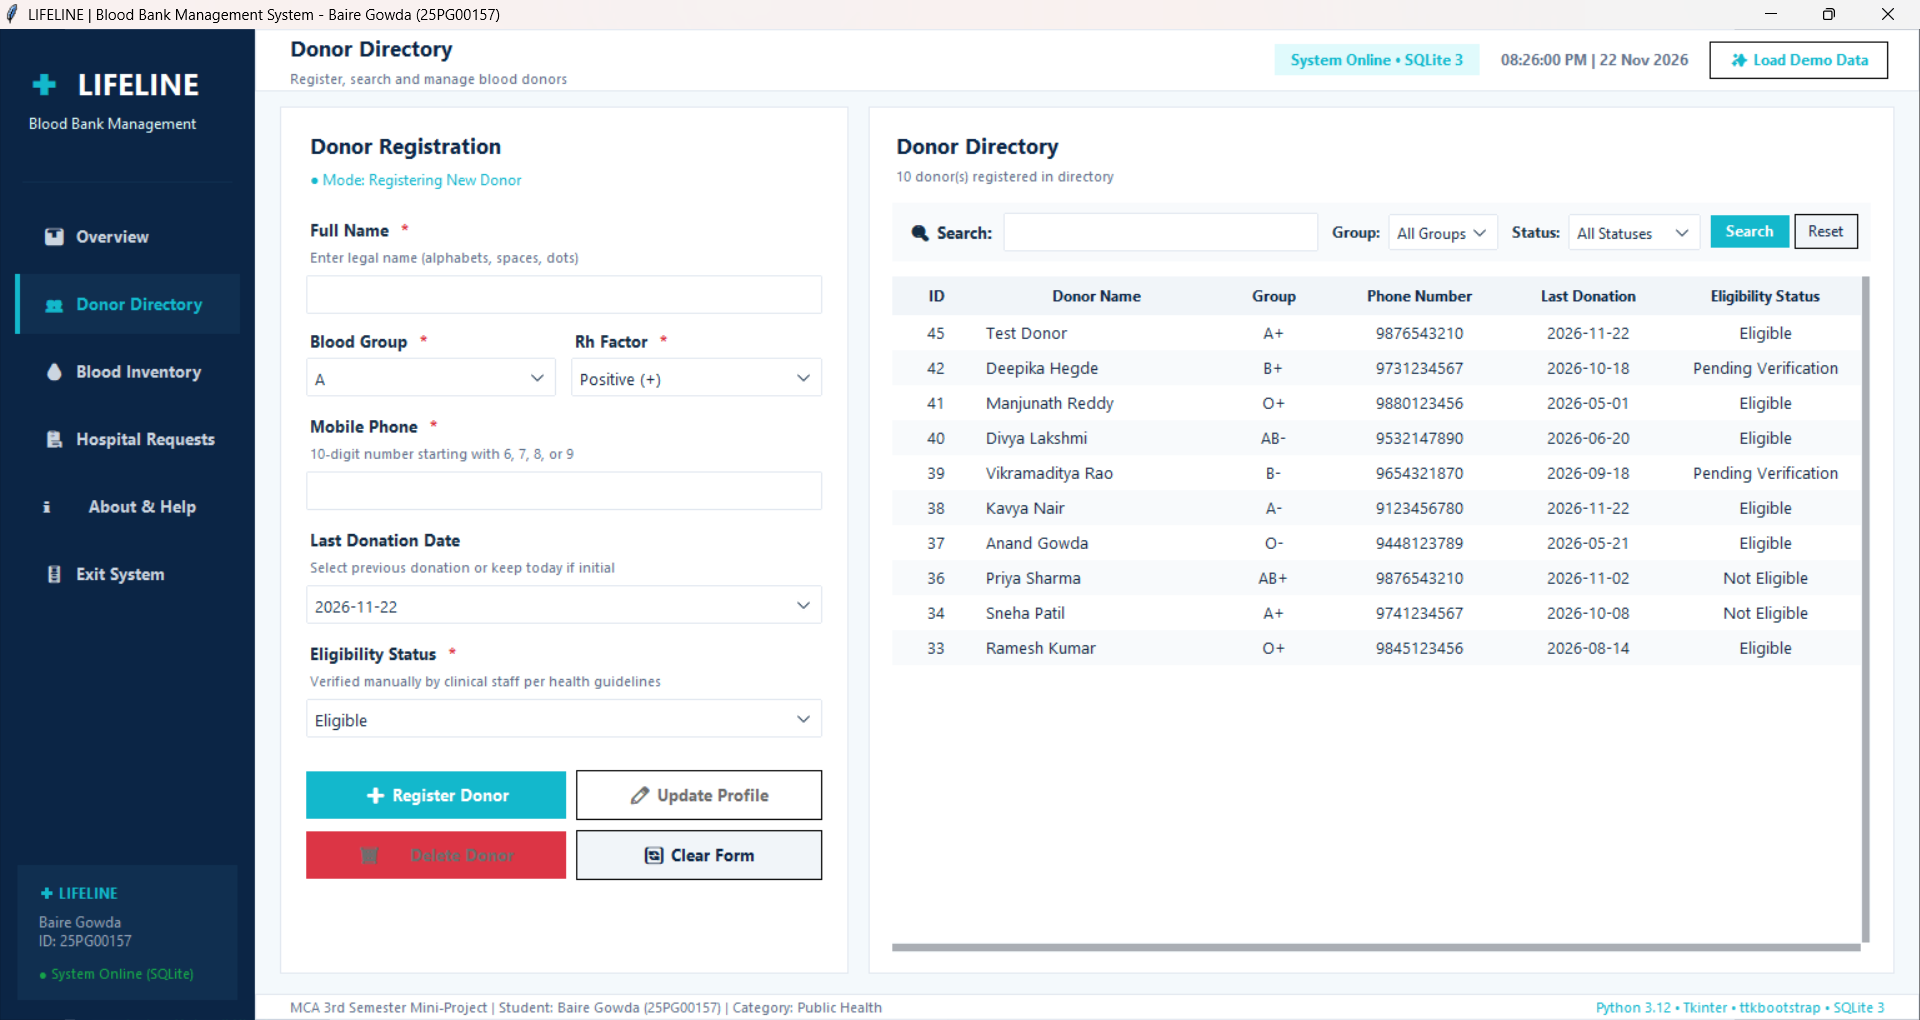 LIFELINE | Blood Bank Management System - Baire Gowda (25PG00157)
LIFELINE
Blood Bank Management
Overview
Donor Directory
Blood Inventory
Hospital Requests
About & Help
Exit System
LIFELINE
Baire Gowda
ID: 25PG00157
● System Online (SQLite)
Donor Directory
Register, search and manage blood donors
System Online • SQLite 3
08:26:00 PM | 22 Nov 2026
Load Demo Data
Donor Registration
● Mode: Registering New Donor
Full Name *
Enter legal name (alphabets, spaces, dots)
Blood Group * Rh Factor *
A Positive (+)
Mobile Phone *
10-digit number starting with 6, 7, 8, or 9
Last Donation Date
Select previous donation or keep today if initial
2026-11-22
Eligibility Status *
Verified manually by clinical staff per health guidelines
Eligible
Register Donor Update Profile
Delete Donor Clear Form
Donor Directory
10 donor(s) registered in directory
Search: Group: All Groups Status: All Statuses Search Reset
ID Donor Name Group Phone Number Last Donation Eligibility Status
45 Test Donor A+ 9876543210 2026-11-22 Eligible
42 Deepika Hegde B+ 9731234567 2026-10-18 Pending Verification
41 Manjunath Reddy O+ 9880123456 2026-05-01 Eligible
40 Divya Lakshmi AB- 9532147890 2026-06-20 Eligible
39 Vikramaditya Rao B- 9654321870 2026-09-18 Pending Verification
38 Kavya Nair A- 9123456780 2026-11-22 Eligible
37 Anand Gowda O- 9448123789 2026-05-21 Eligible
36 Priya Sharma AB+ 9876543210 2026-11-02 Not Eligible
34 Sneha Patil A+ 9741234567 2026-10-08 Not Eligible
33 Ramesh Kumar O+ 9845123456 2026-08-14 Eligible
MCA 3rd Semester Mini-Project | Student: Baire Gowda (25PG00157) | Category: Public Health
Python 3.12 • Tkinter • ttkbootstrap • SQLite 3